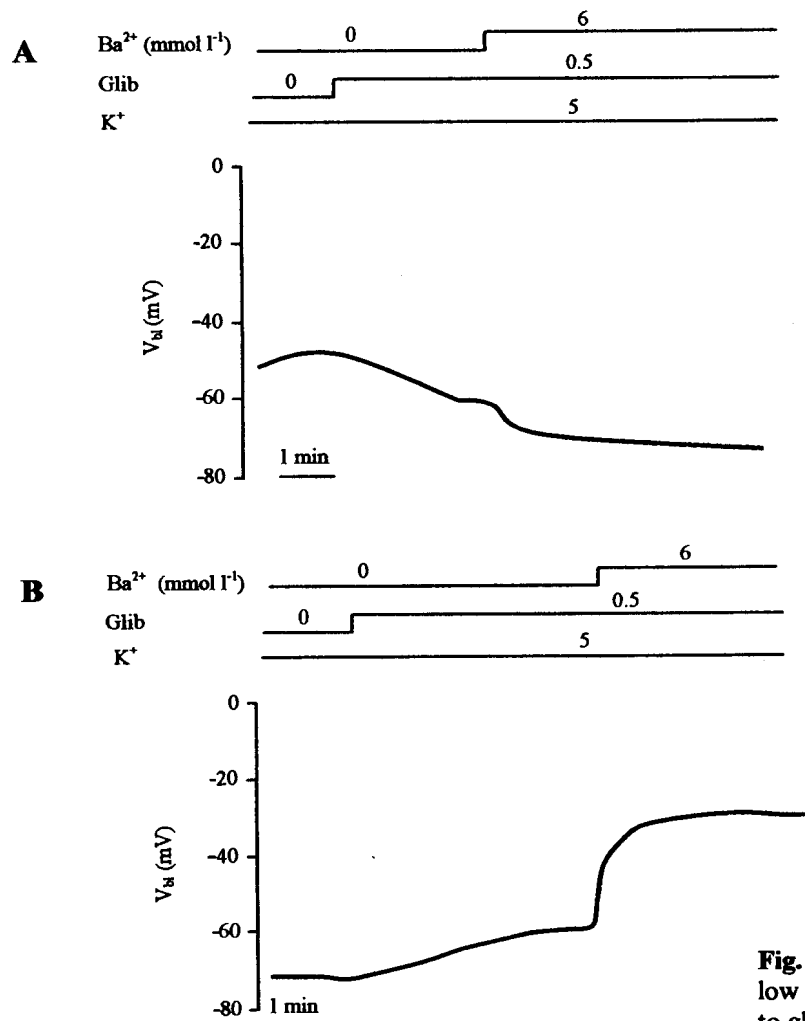 A
Ba²⁺ (mmol l⁻¹) 0 6
Glib 0 0.5
K⁺ 5
0
-20
-40
-60
-80
V_bl (mV)
1 min
B
Ba²⁺ (mmol l⁻¹) 0 6
Glib 0 0.5
K⁺ 5
0
-20
-40
-60
-80
V_bl (mV)
1 min
Fig.
low